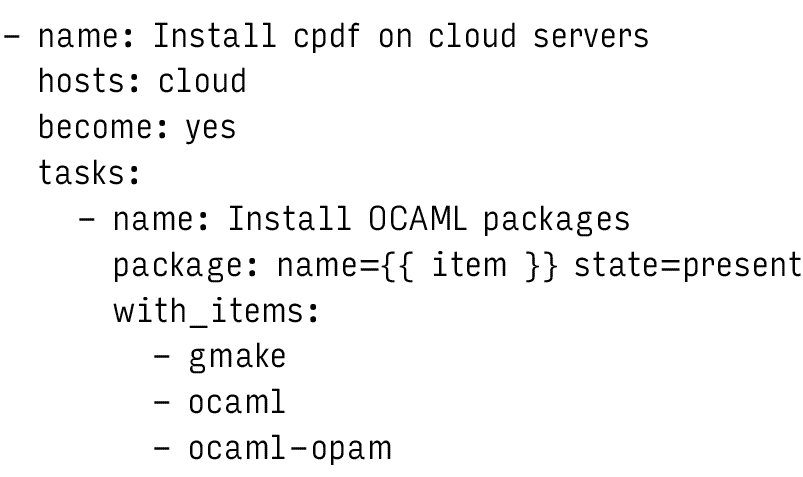 - name: Install cpdf on cloud servers
  hosts: cloud
  become: yes
  tasks:
    - name: Install OCAML packages
      package: name={{ item }} state=present
      with_items:
        - gmake
        - ocaml
        - ocaml-opam